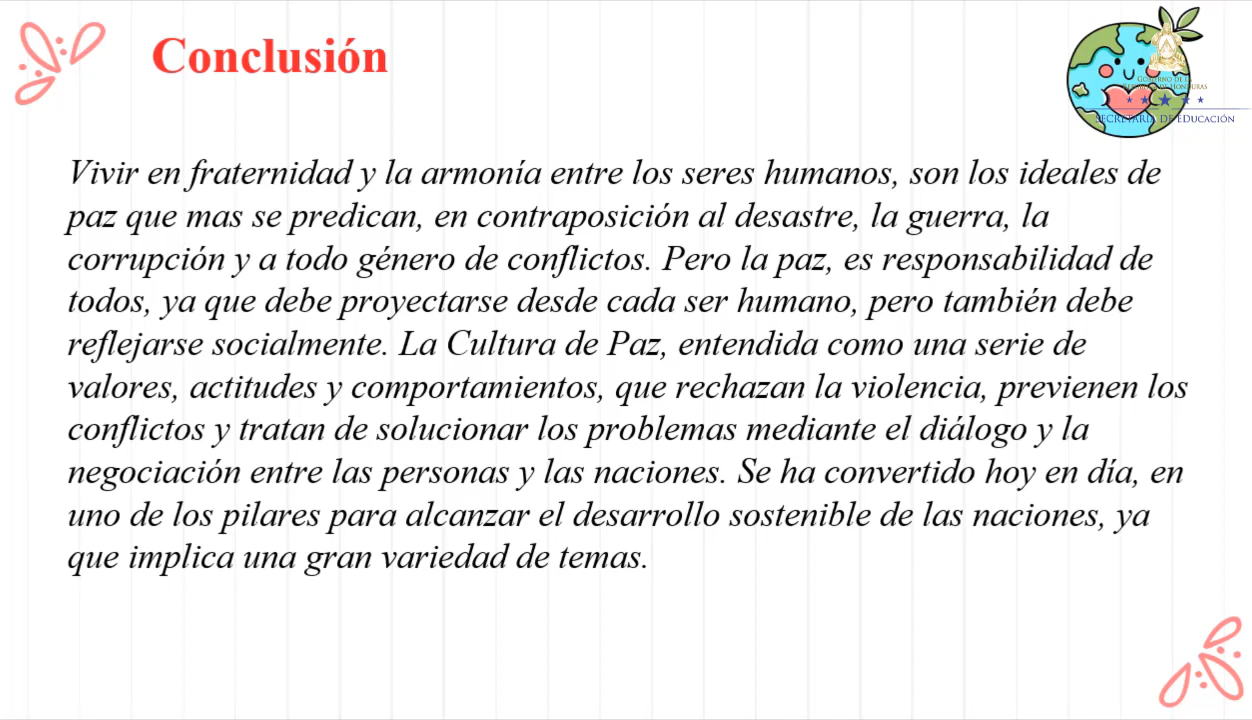 Conclusión
GOBIERNO DE LA
REPÚBLICA DE HONDURAS
SECRETARÍA DE EDUCACIÓN
Vivir en fraternidad y la armonía entre los seres humanos, son los ideales de
paz que mas se predican, en contraposición al desastre, la guerra, la
corrupción y a todo género de conflictos. Pero la paz, es responsabilidad de
todos, ya que debe proyectarse desde cada ser humano, pero también debe
reflejarse socialmente. La Cultura de Paz, entendida como una serie de
valores, actitudes y comportamientos, que rechazan la violencia, previenen los
conflictos y tratan de solucionar los problemas mediante el diálogo y la
negociación entre las personas y las naciones. Se ha convertido hoy en día, en
uno de los pilares para alcanzar el desarrollo sostenible de las naciones, ya
que implica una gran variedad de temas.